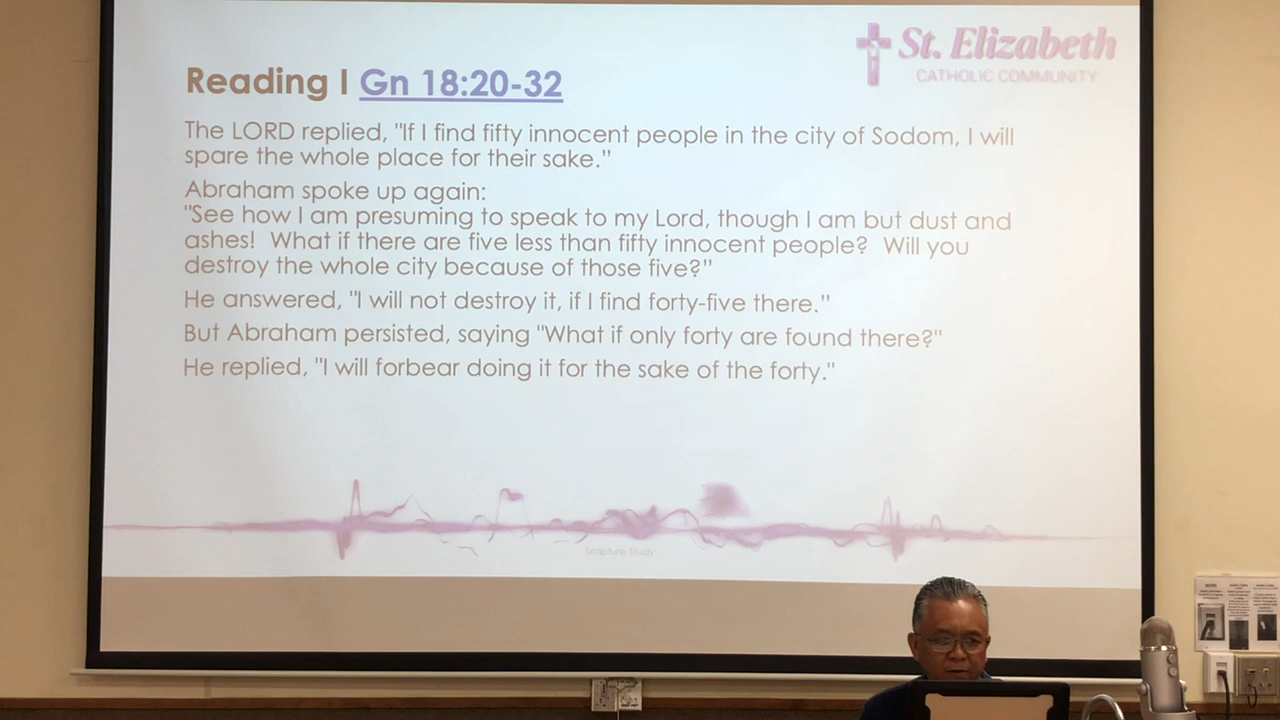 St. Elizabeth
CATHOLIC COMMUNITY
Reading I Gn 18:20-32
The LORD replied, "If I find fifty innocent people in the city of Sodom, I will
spare the whole place for their sake."
Abraham spoke up again:
"See how I am presuming to speak to my Lord, though I am but dust and
ashes!  What if there are five less than fifty innocent people?  Will you
destroy the whole city because of those five?"
He answered, "I will not destroy it, if I find forty-five there."
But Abraham persisted, saying "What if only forty are found there?"
He replied, "I will forbear doing it for the sake of the forty."
Scripture Study